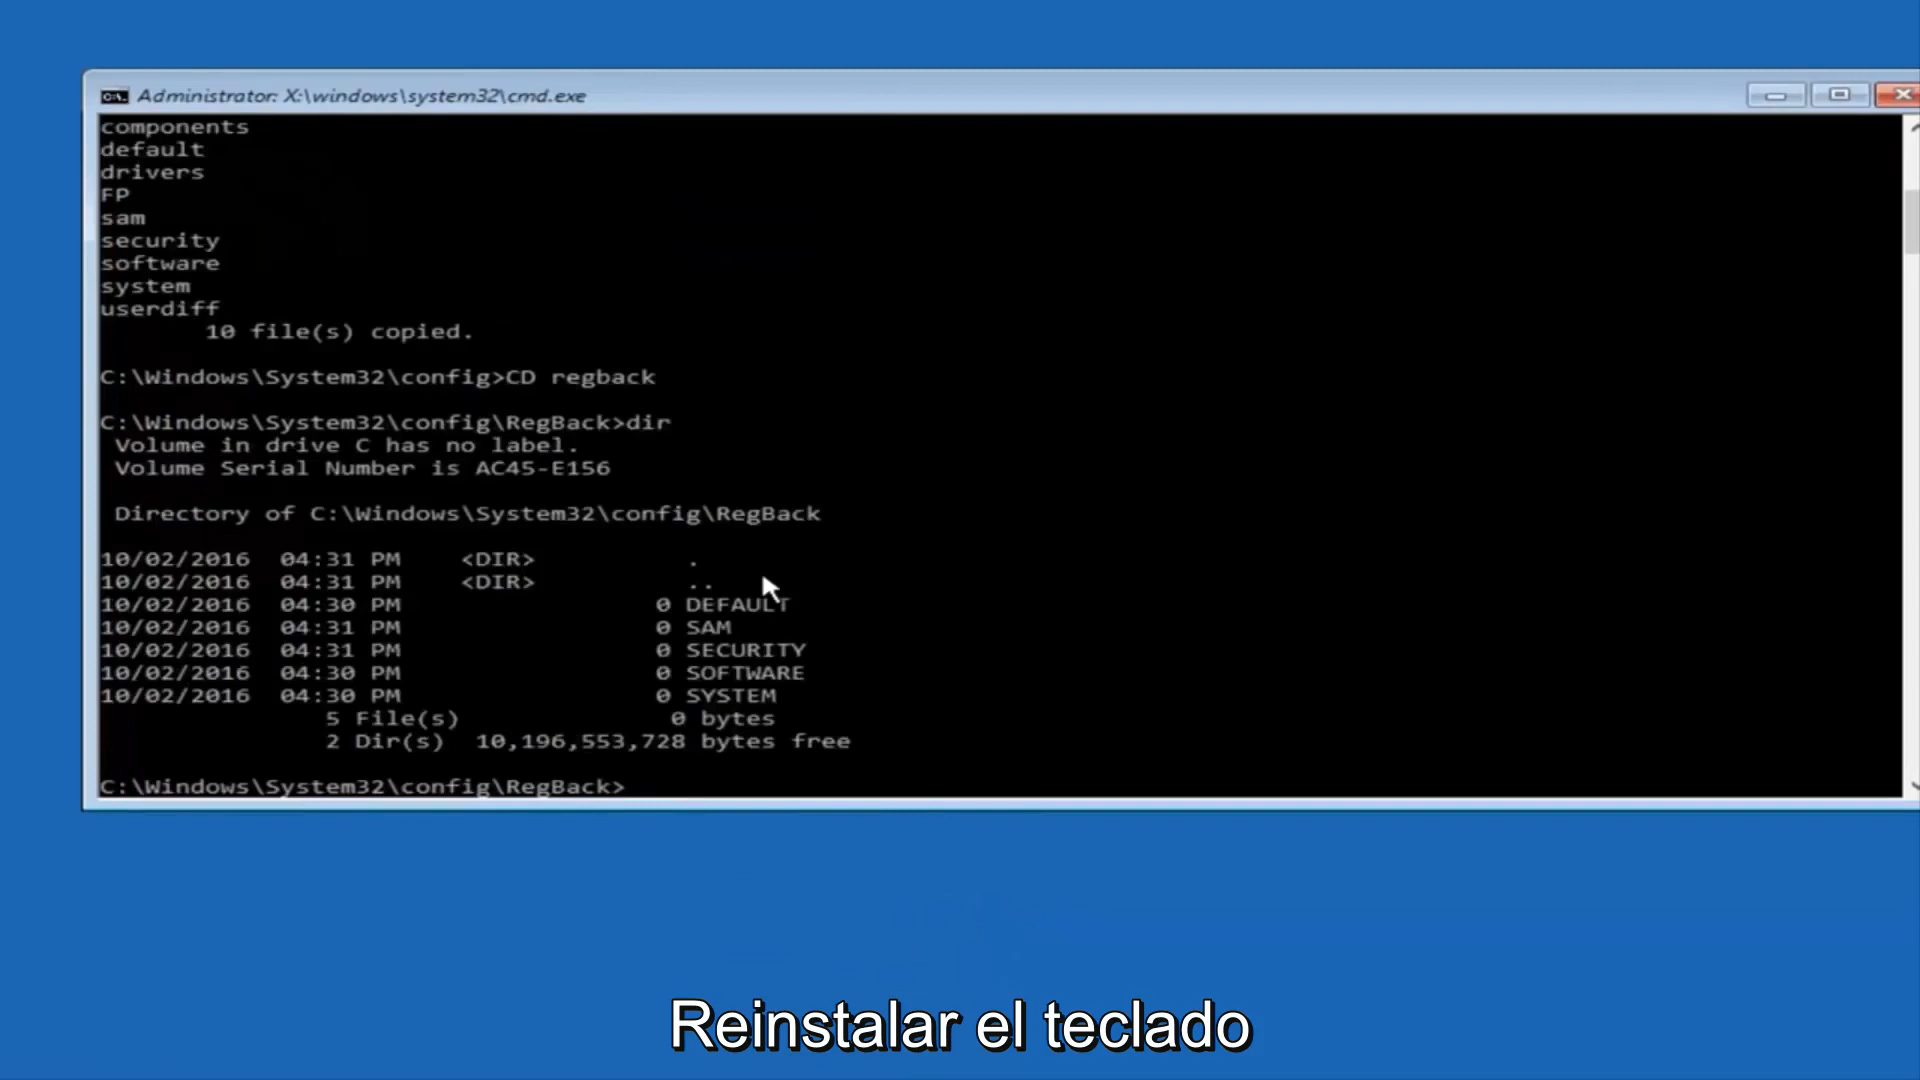 Administrator: X:\windows\system32\cmd.exe
components
default
drivers
FP
sam
security
software
system
userdiff
10 file(s) copied.
C:\Windows\System32\config>CD regback
C:\Windows\System32\config\RegBack>dir
Volume in drive C has no label.
Volume Serial Number is AC45-E156
Directory of C:\Windows\System32\config\RegBack
10/02/2016 04:31 PM <DIR> .
10/02/2016 04:31 PM <DIR> ..
10/02/2016 04:30 PM 0 DEFAULT
10/02/2016 04:31 PM 0 SAM
10/02/2016 04:31 PM 0 SECURITY
10/02/2016 04:30 PM 0 SOFTWARE
10/02/2016 04:30 PM 0 SYSTEM
5 File(s) 0 bytes
2 Dir(s) 10,196,553,728 bytes free
C:\Windows\System32\config\RegBack>
Reinstalar el teclado